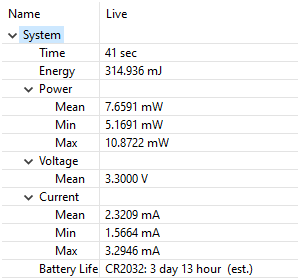 Name Live
System
Time 41 sec
Energy 314.936 mJ
Power
Mean 7.6591 mW
Min 5.1691 mW
Max 10.8722 mW
Voltage
Mean 3.3000 V
Current
Mean 2.3209 mA
Min 1.5664 mA
Max 3.2946 mA
Battery Life CR2032: 3 day 13 hour (est.)